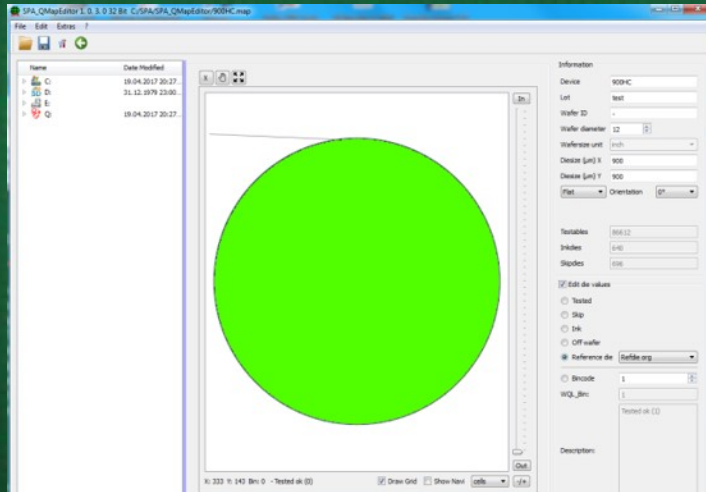 SPA_QMapEditor 1. 0. 3. 0 32 Bit C:/SPA/SPA_QMapEditor/900HC.map
File Edit Extras ?
Name Date Modified
C: 19.04.2017 20:27...
D: 31.12.1979 23:00...
E:
Q: 19.04.2017 20:27...
x
In
Out
X: 333 Y: 143 Bin: 0 - Tested ok (0)
Draw Grid
Show Navi
cells
-/+
Information
Device 900HC
Lot test
Wafer ID -
Wafer diameter 12
Wafersize unit inch
Diesize (µm) X 900
Diesize (µm) Y 900
Flat Orientation 0°
Testables
Inkdies 640
Skipdies 696
Edit die values
Tested
Skip
Ink
Off wafer
Reference die Refdie org
Bincode 1
WQL_Bin: 1
Tested ok (1)
Description: